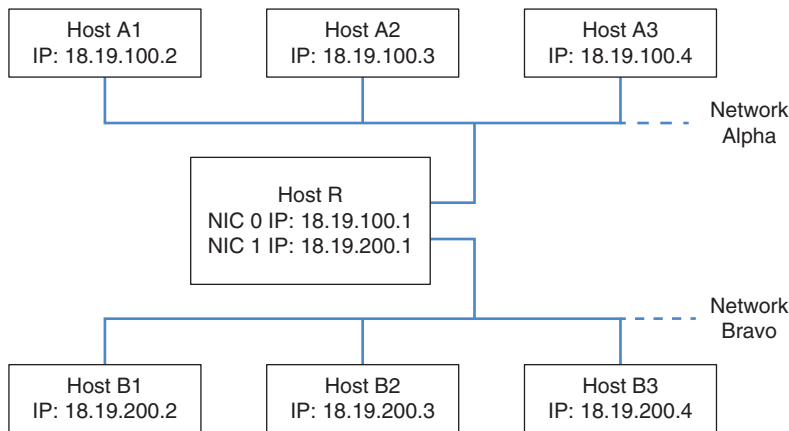 Host A1
IP: 18.19.100.2
Host A2
IP: 18.19.100.3
Host A3
IP: 18.19.100.4
Network
Alpha
Host R
NIC 0 IP: 18.19.100.1
NIC 1 IP: 18.19.200.1
Network
Bravo
Host B1
IP: 18.19.200.2
Host B2
IP: 18.19.200.3
Host B3
IP: 18.19.200.4